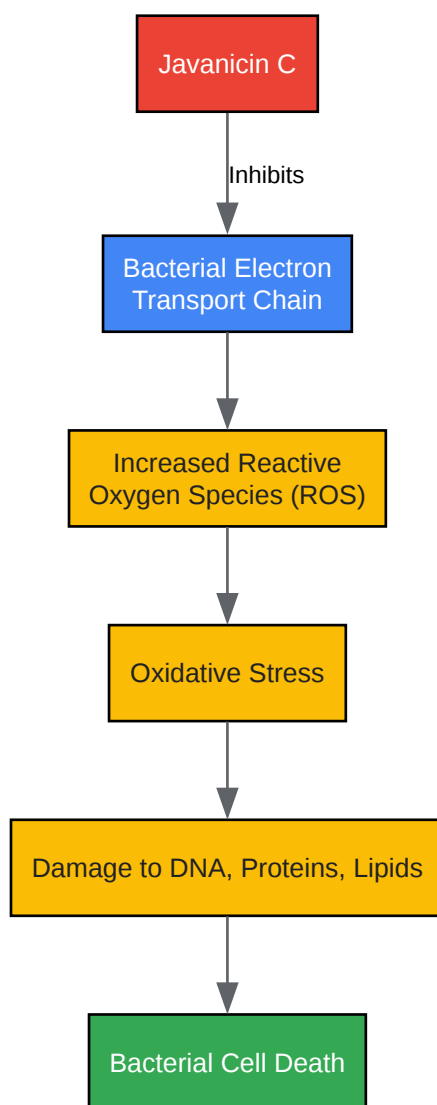 Javanicin C
Inhibits
Bacterial Electron
Transport Chain
Increased Reactive
Oxygen Species (ROS)
Oxidative Stress
Damage to DNA, Proteins, Lipids
Bacterial Cell Death